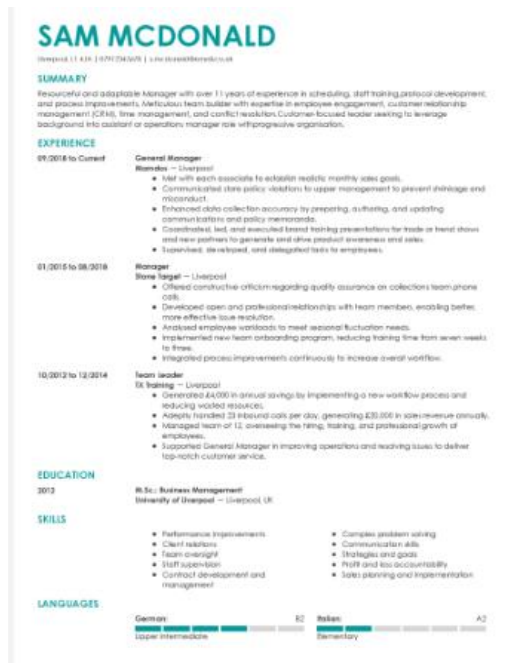 SAM MCDONALD
Liverpool, L1 4JA |
SUMMARY
Resourceful and adaptable Manager with over 11 years of experience in scheduling, staff training,protocol development,
and process improvements. Meticulous team builder with expertise in employee engagement, customer relationship
management (CRM), time management, and conflict resolution.Customer-focused leader seeking to leverage
background into assistant or operations manager role withprogressive organisation.
EXPERIENCE
09/2018 to Current General Manager
Mamdos — Liverpool
• Met with each associate to establish realistic monthly sales goals.
• Communicated store policy violations to upper management to prevent shrinkage and
misconduct.
• Enhanced data collection accuracy by preparing, authoring, and updating
communications and policy memoranda.
• Coordinated, led, and executed brand training presentations for trade or trend shows
and new partners to generate and drive product awareness and sales.
• Supervised, developed, and delegated tasks to employees.
01/2015 to 08/2018 Manager
Stone Target — Liverpool
• Offered constructive criticism regarding quality assurance on collections team phone
calls.
• Developed open and professionalrelationships with team members, enabling better,
more effective issue resolution.
• Analysed employee workloads to meet seasonal fluctuation needs.
• Implemented new team onboarding program, reducing training time from seven weeks
to three.
• Integrated process improvements continuously to increase overall workflow.
10/2012 to 12/2014 Team Leader
TX Training — Liverpool
• Generated £4,000 in annual savings by implementing a new workflow process and
reducing wasted resources.
• Adeptly handled 23 inbound calls per day, generating £20,000 in sales revenue annually.
• Managed team of 12, overseeing the hiring, training, and professional growth of
employees.
• Supported General Manager in improving operations and resolving issues to deliver
top-notch customer service.
EDUCATION
2012 M.Sc.: Business Management
University of Liverpool — Liverpool, UK
SKILLS
• Performance improvements
• Client relations
• Team oversight
• Staff supervision
• Contract development and
management
• Complex problem solving
• Communication skills
• Strategies and goals
• Profit and loss accountability
• Sales planning and implementation
LANGUAGES
German: B2
Upper intermediate
Italian: A2
Elementary